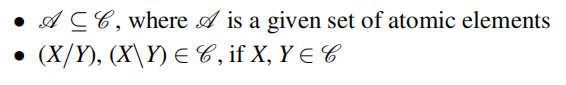 • 𝒜 ⊆ 𝒞, where 𝒜 is a given set of atomic elements
• (X/Y), (X\Y) ∈ 𝒞, if X, Y ∈ 𝒞